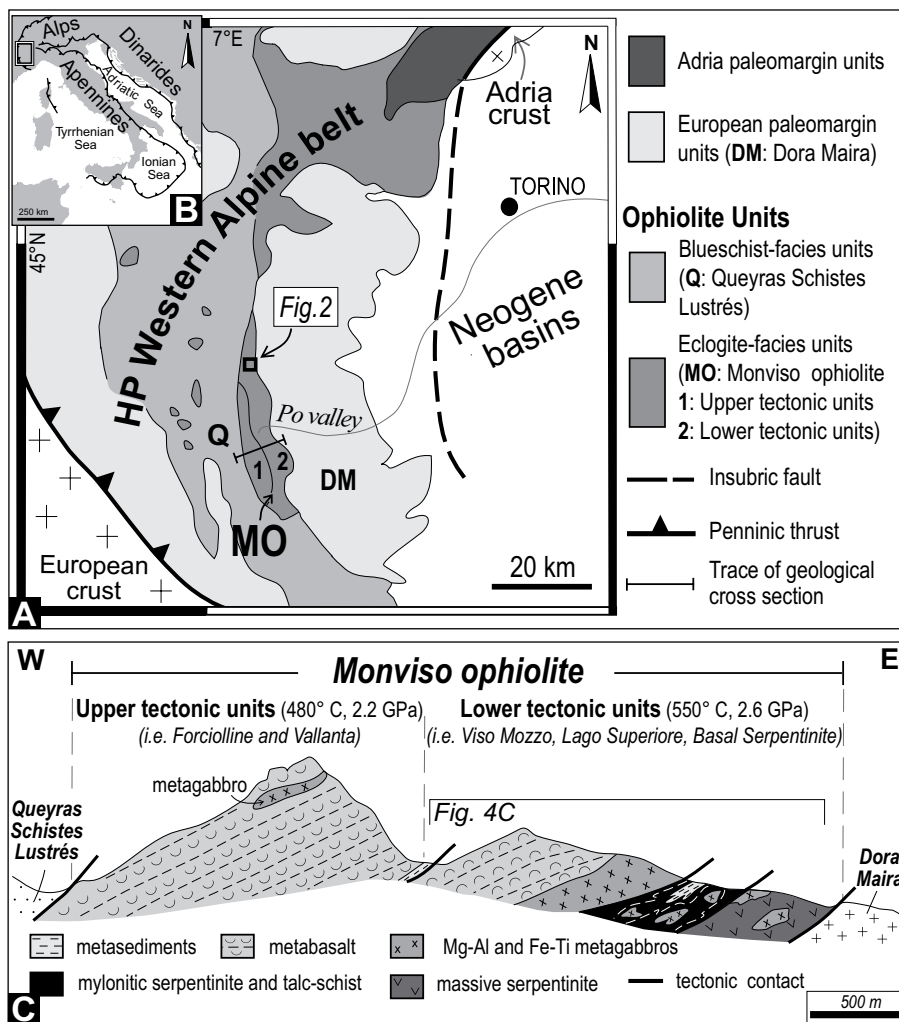 Alps
Dinarides
N
Apennines
Adriatic Sea
Tyrrhenian
Sea
Ionian
Sea
250 km
B
7°E
45°N
HP Western Alpine belt
Adria
crust
N
TORINO
Neogene
basins
Fig.2
Po valley
Q
1
2
DM
MO
European
crust
20 km
A
Adria paleomargin units
European paleomargin
units (DM: Dora Maira)
Ophiolite Units
Blueschist-facies units
(Q: Queyras Schistes
Lustrés)
Eclogite-facies units
(MO: Monviso ophiolite
1: Upper tectonic units
2: Lower tectonic units)
Insubric fault
Penninic thrust
Trace of geological
cross section
W
E
Monviso ophiolite
Upper tectonic units (480° C, 2.2 GPa)
(i.e. Forciolline and Vallanta)
Lower tectonic units (550° C, 2.6 GPa)
(i.e. Viso Mozzo, Lago Superiore, Basal Serpentinite)
metagabbro
Fig. 4C
Queyras
Schistes
Lustrés
Dora
Maira
metasediments
metabasalt
Mg-Al and Fe-Ti metagabbros
mylonitic serpentinite and talc-schist
massive serpentinite
tectonic contact
C
500 m